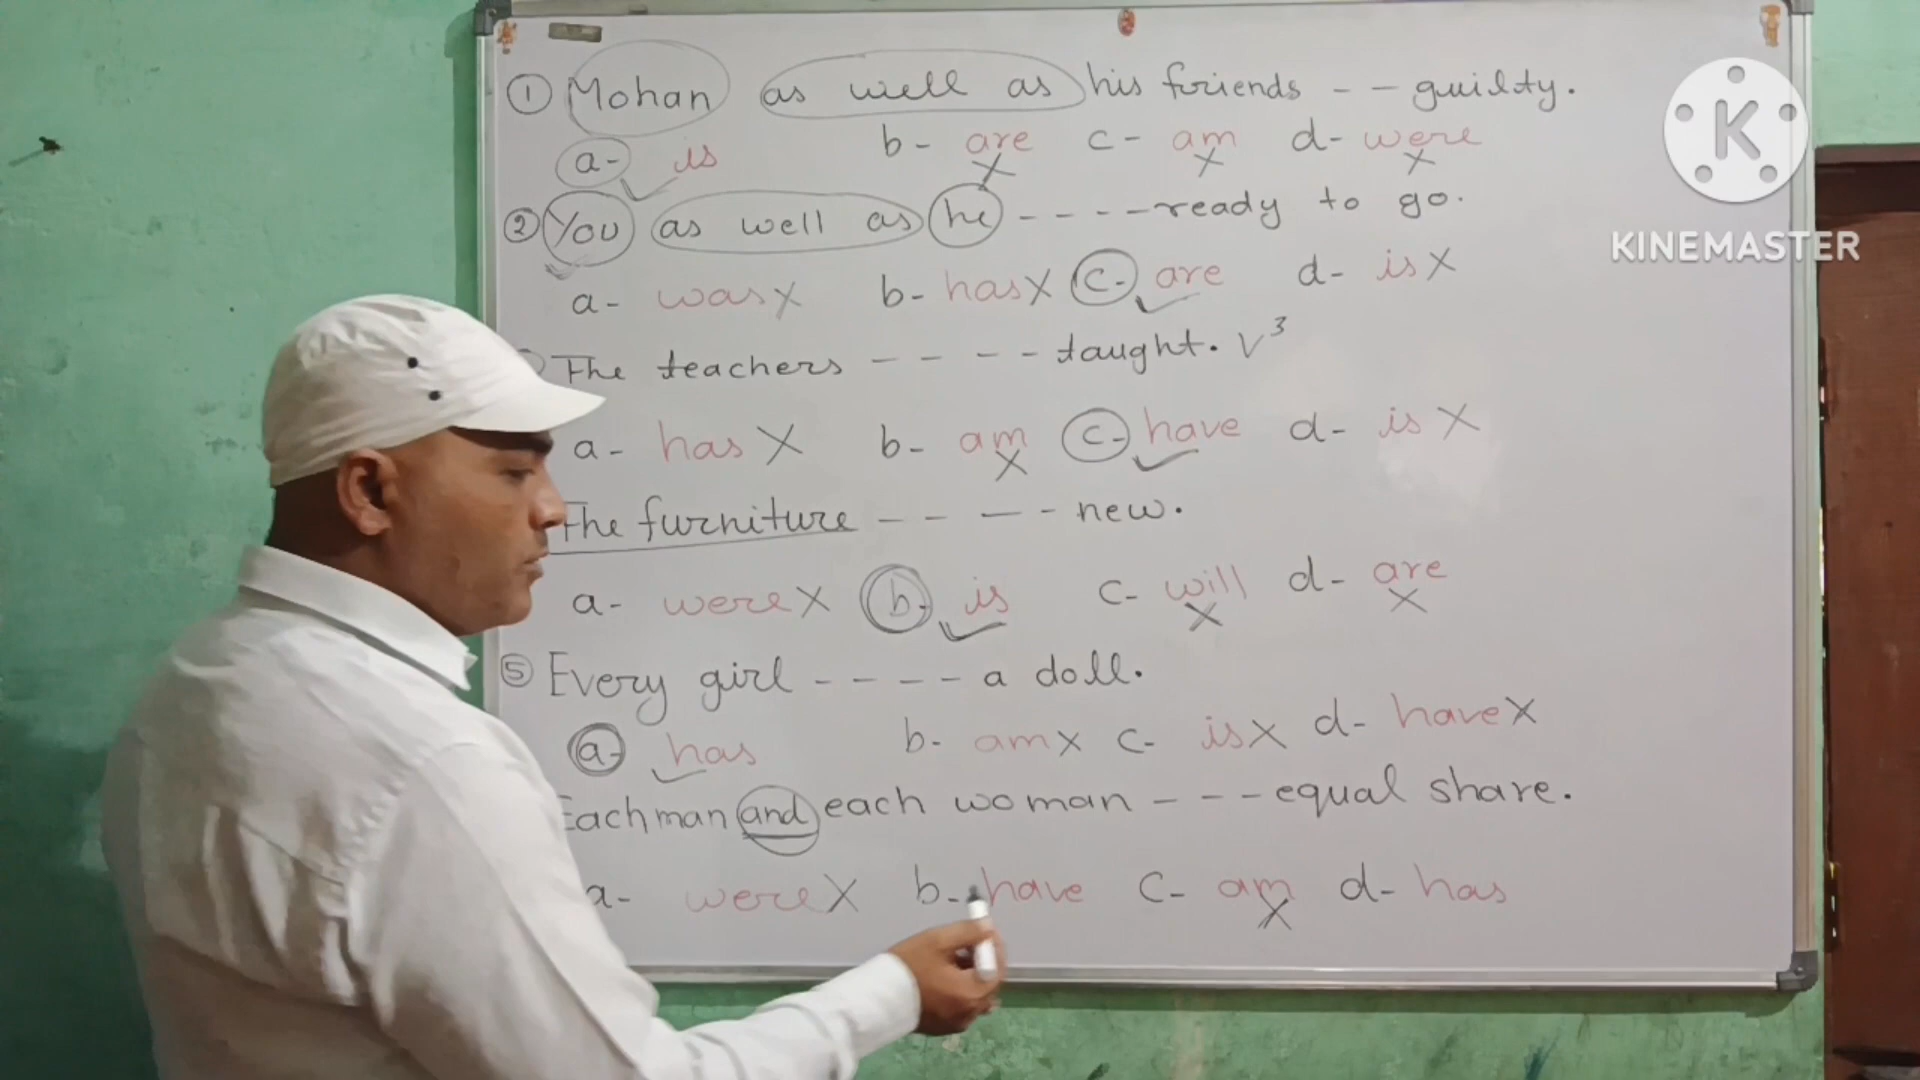 ① Mohan as well as his friends - - guilty.
a- is b- are c- am d- were
② You as well as he - - - - ready to go.
a- was b- has c- are d- is
The teachers - - - - taught. V³
a- has b- am c- have d- is
The furniture - - - - new.
a- were b- is c- will d- are
⑤ Every girl - - - - a doll.
a- has b- am c- is d- have
Each man and each woman - - - equal share.
a- were b- have c- am d- has
K
KINEMASTER